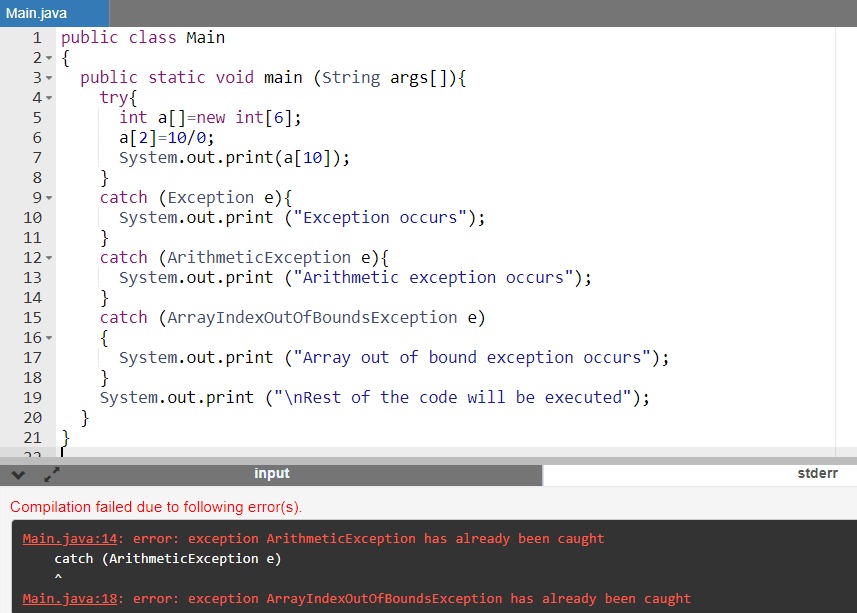 Main.java
1 public class Main
2 {
3 public static void main (String args[]){
4 try{
5 int a[]=new int[6];
6 a[2]=10/0;
7 System.out.print(a[10]);
8 }
9 catch (Exception e){
10 System.out.print ("Exception occurs");
11 }
12 catch (ArithmeticException e){
13 System.out.print ("Arithmetic exception occurs");
14 }
15 catch (ArrayIndexOutOfBoundsException e)
16 {
17 System.out.print ("Array out of bound exception occurs");
18 }
19 System.out.print ("\nRest of the code will be executed");
20 }
21 }
22
input stderr
Compilation failed due to following error(s).
Main.java:14: error: exception ArithmeticException has already been caught
catch (ArithmeticException e)
^
Main.java:18: error: exception ArrayIndexOutOfBoundsException has already been caught